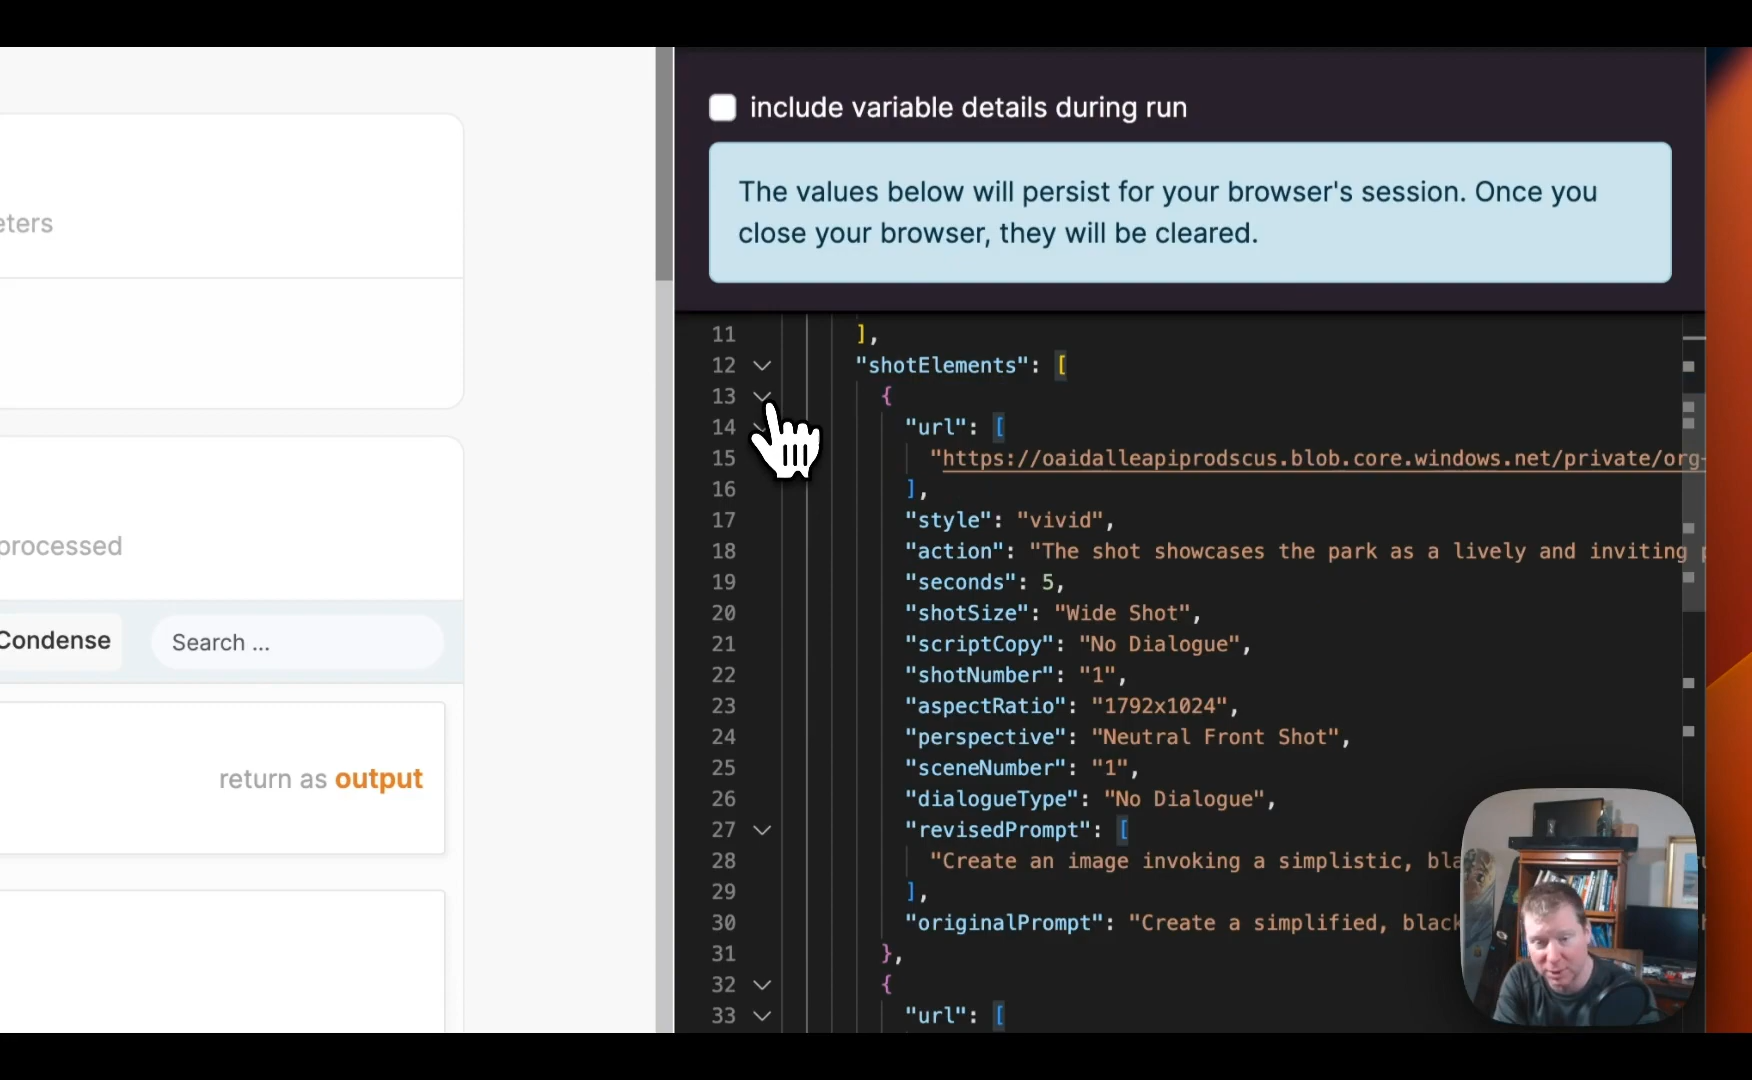 include variable details during run
The values below will persist for your browser's session. Once you
close your browser, they will be cleared.
eters
processed
Condense
Search ...
return as output
11 ],
12 "shotElements": [
13 {
14 "url": [
15 "https://oaidalleapiprodscus.blob.core.windows.net/private/org-
16 ],
17 "style": "vivid",
18 "action": "The shot showcases the park as a lively and inviting
19 "seconds": 5,
20 "shotSize": "Wide Shot",
21 "scriptCopy": "No Dialogue",
22 "shotNumber": "1",
23 "aspectRatio": "1792x1024",
24 "perspective": "Neutral Front Shot",
25 "sceneNumber": "1",
26 "dialogueType": "No Dialogue",
27 "revisedPrompt": [
28 "Create an image invoking a simplistic, bla
29 ],
30 "originalPrompt": "Create a simplified, black
31 },
32 {
33 "url": [